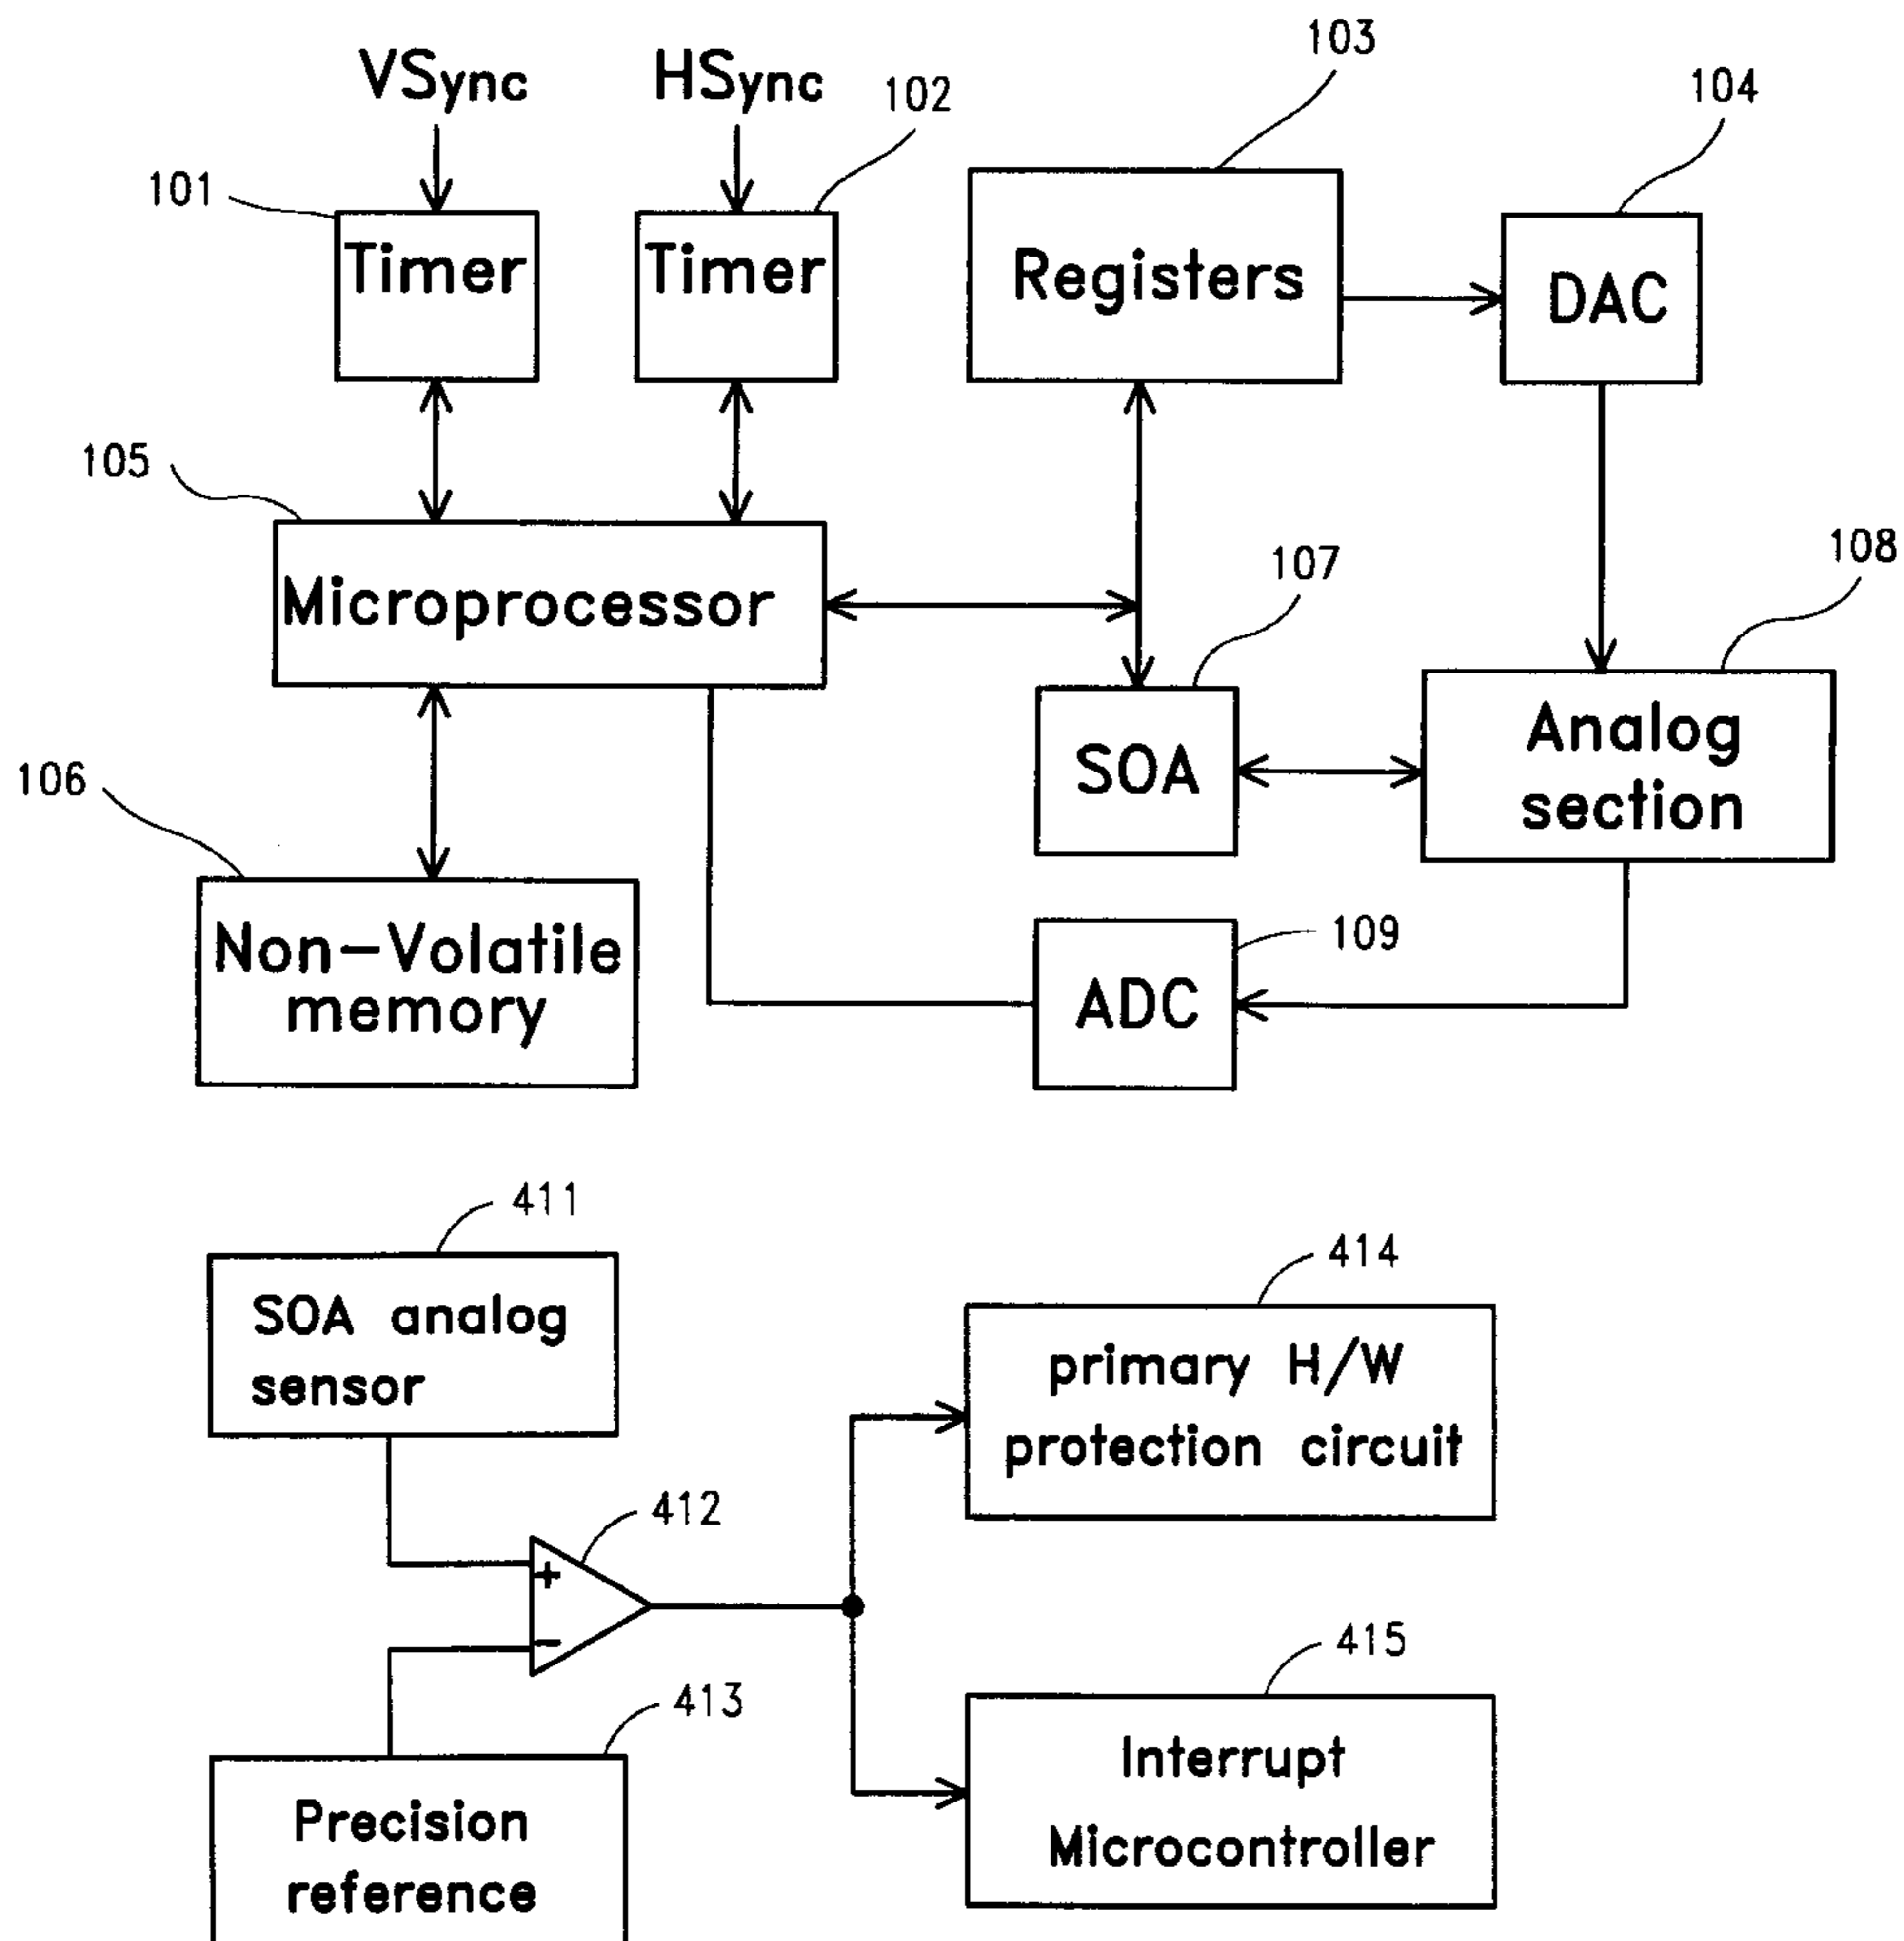 103
VSync HSync 102 104
101
Timer Timer Registers DAC
105
107 108
Microprocessor
106
SOA Analog
section
Non-Volatile
memory
109
ADC
411
414
SOA analog
sensor
primary H/W
protection circuit
412
+
−
415
413
Interrupt
Microcontroller
Precision
reference